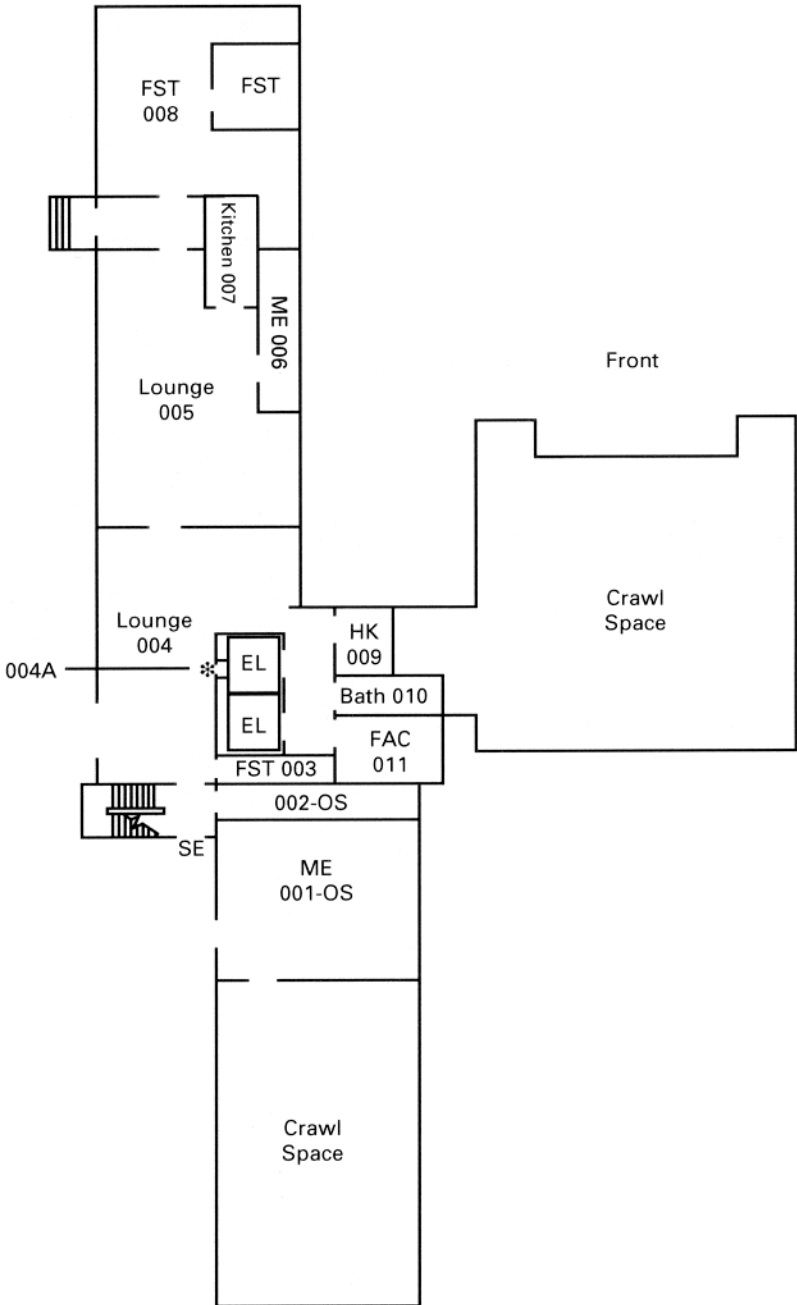 FST
008
FST
Kitchen 007
ME 006
Lounge
005
Front
Lounge
004
004A
*
EL
EL
HK
009
Bath 010
FAC
011
FST 003
002-OS
SE
ME
001-OS
Crawl
Space
Crawl
Space